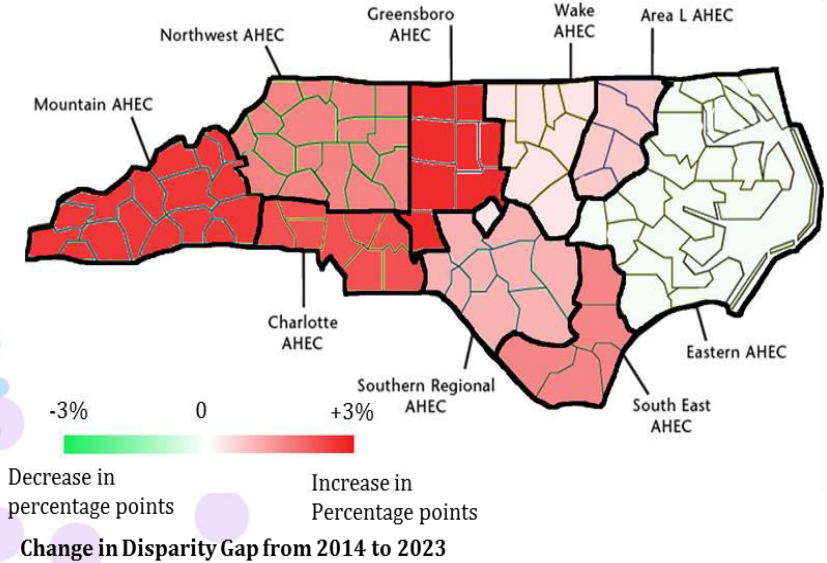 Greensboro
AHEC
Wake
AHEC
Area L AHEC
Northwest AHEC
Mountain AHEC
Charlotte
AHEC
Southern Regional
AHEC
Eastern AHEC
South East
AHEC
-3% 0 +3%
Decrease in
percentage points
Increase in
Percentage points
Change in Disparity Gap from 2014 to 2023